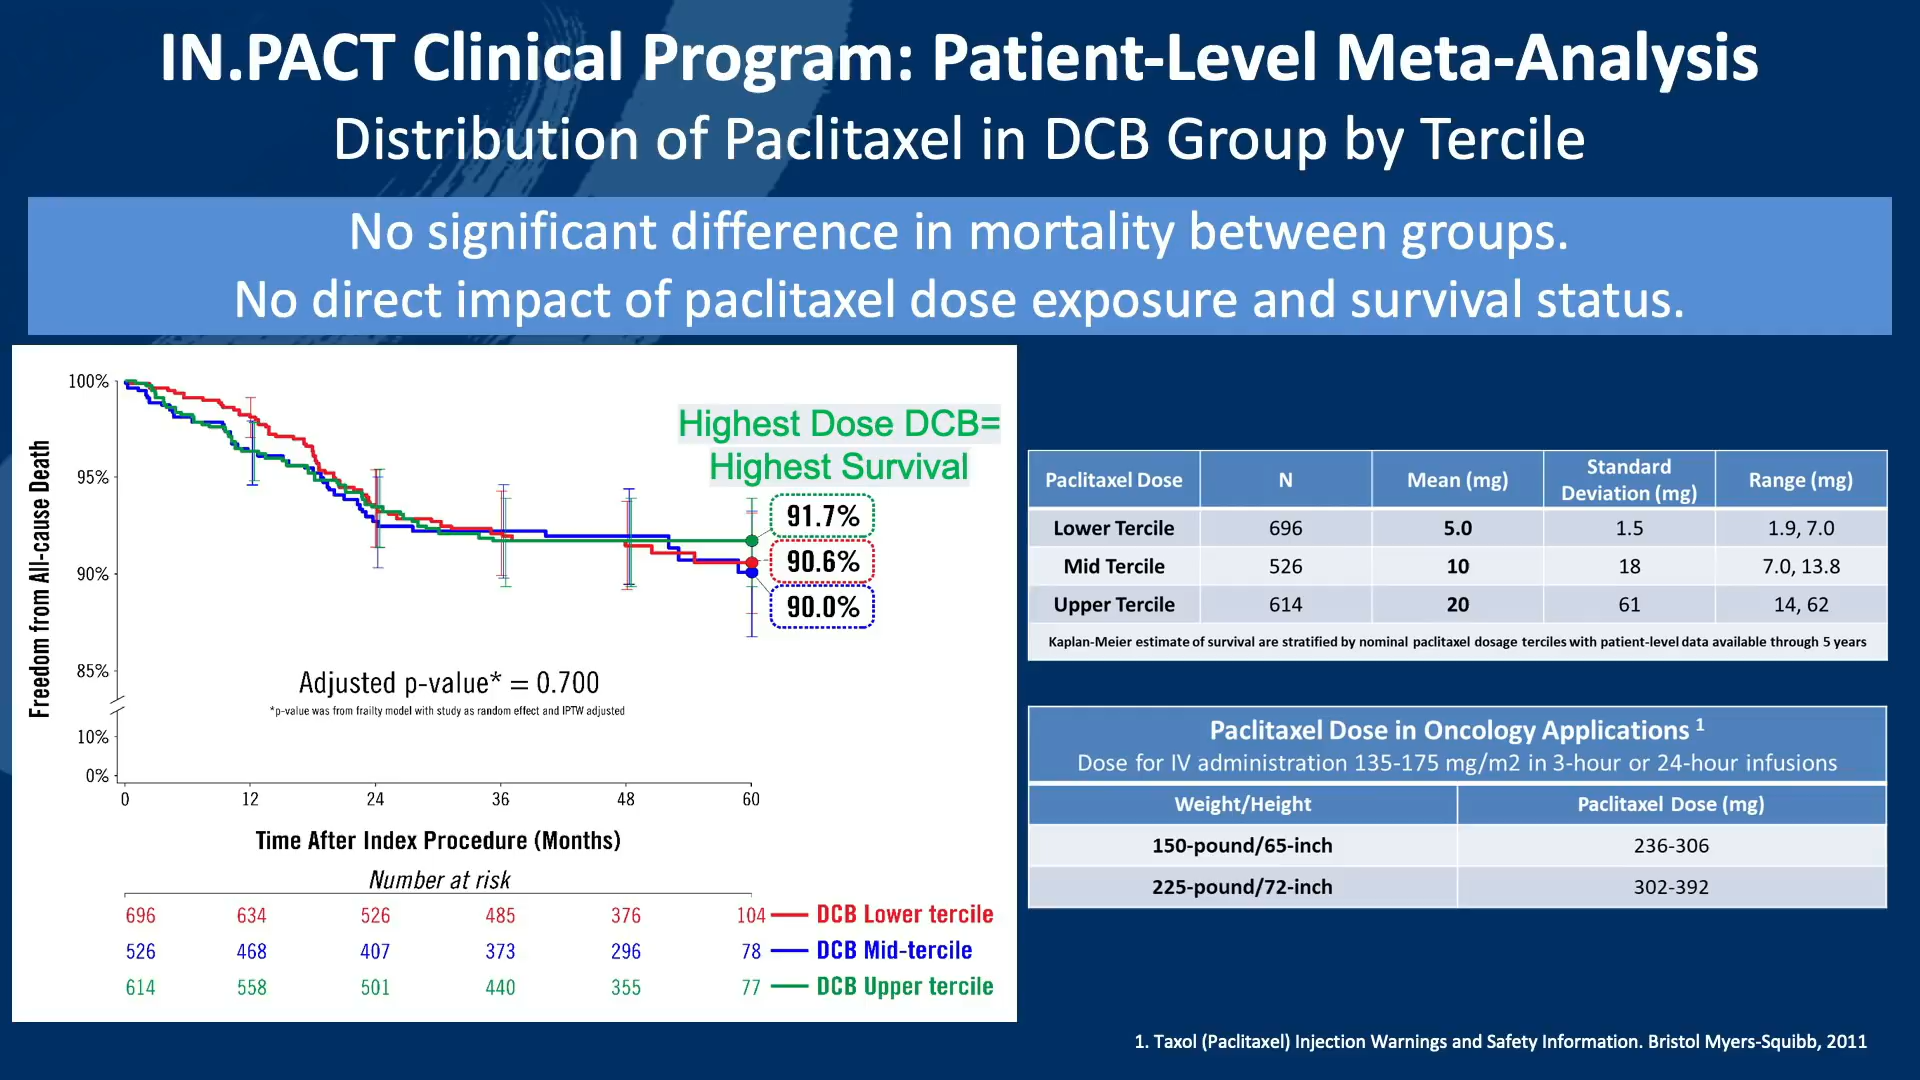 IN.PACT Clinical Program: Patient-Level Meta-Analysis
Distribution of Paclitaxel in DCB Group by Tercile
No significant difference in mortality between groups.
No direct impact of paclitaxel dose exposure and survival status.
Freedom from All-cause Death
100%
95%
90%
85%
10%
0%
Highest Dose DCB=
Highest Survival
91.7%
90.6%
90.0%
Adjusted p-value* = 0.700
*p-value was from frailty model with study as random effect and IPTW adjusted
0 12 24 36 48 60
Time After Index Procedure (Months)
Number at risk
696 634 526 485 376 104 DCB Lower tercile
526 468 407 373 296 78 DCB Mid-tercile
614 558 501 440 355 77 DCB Upper tercile
Paclitaxel Dose N Mean (mg) Standard Deviation (mg) Range (mg)
Lower Tercile 696 5.0 1.5 1.9, 7.0
Mid Tercile 526 10 18 7.0, 13.8
Upper Tercile 614 20 61 14, 62
Kaplan-Meier estimate of survival are stratified by nominal paclitaxel dosage terciles with patient-level data available through 5 years
Paclitaxel Dose in Oncology Applications 1
Dose for IV administration 135-175 mg/m2 in 3-hour or 24-hour infusions
Weight/Height Paclitaxel Dose (mg)
150-pound/65-inch 236-306
225-pound/72-inch 302-392
1. Taxol (Paclitaxel) Injection Warnings and Safety Information. Bristol Myers-Squibb, 2011